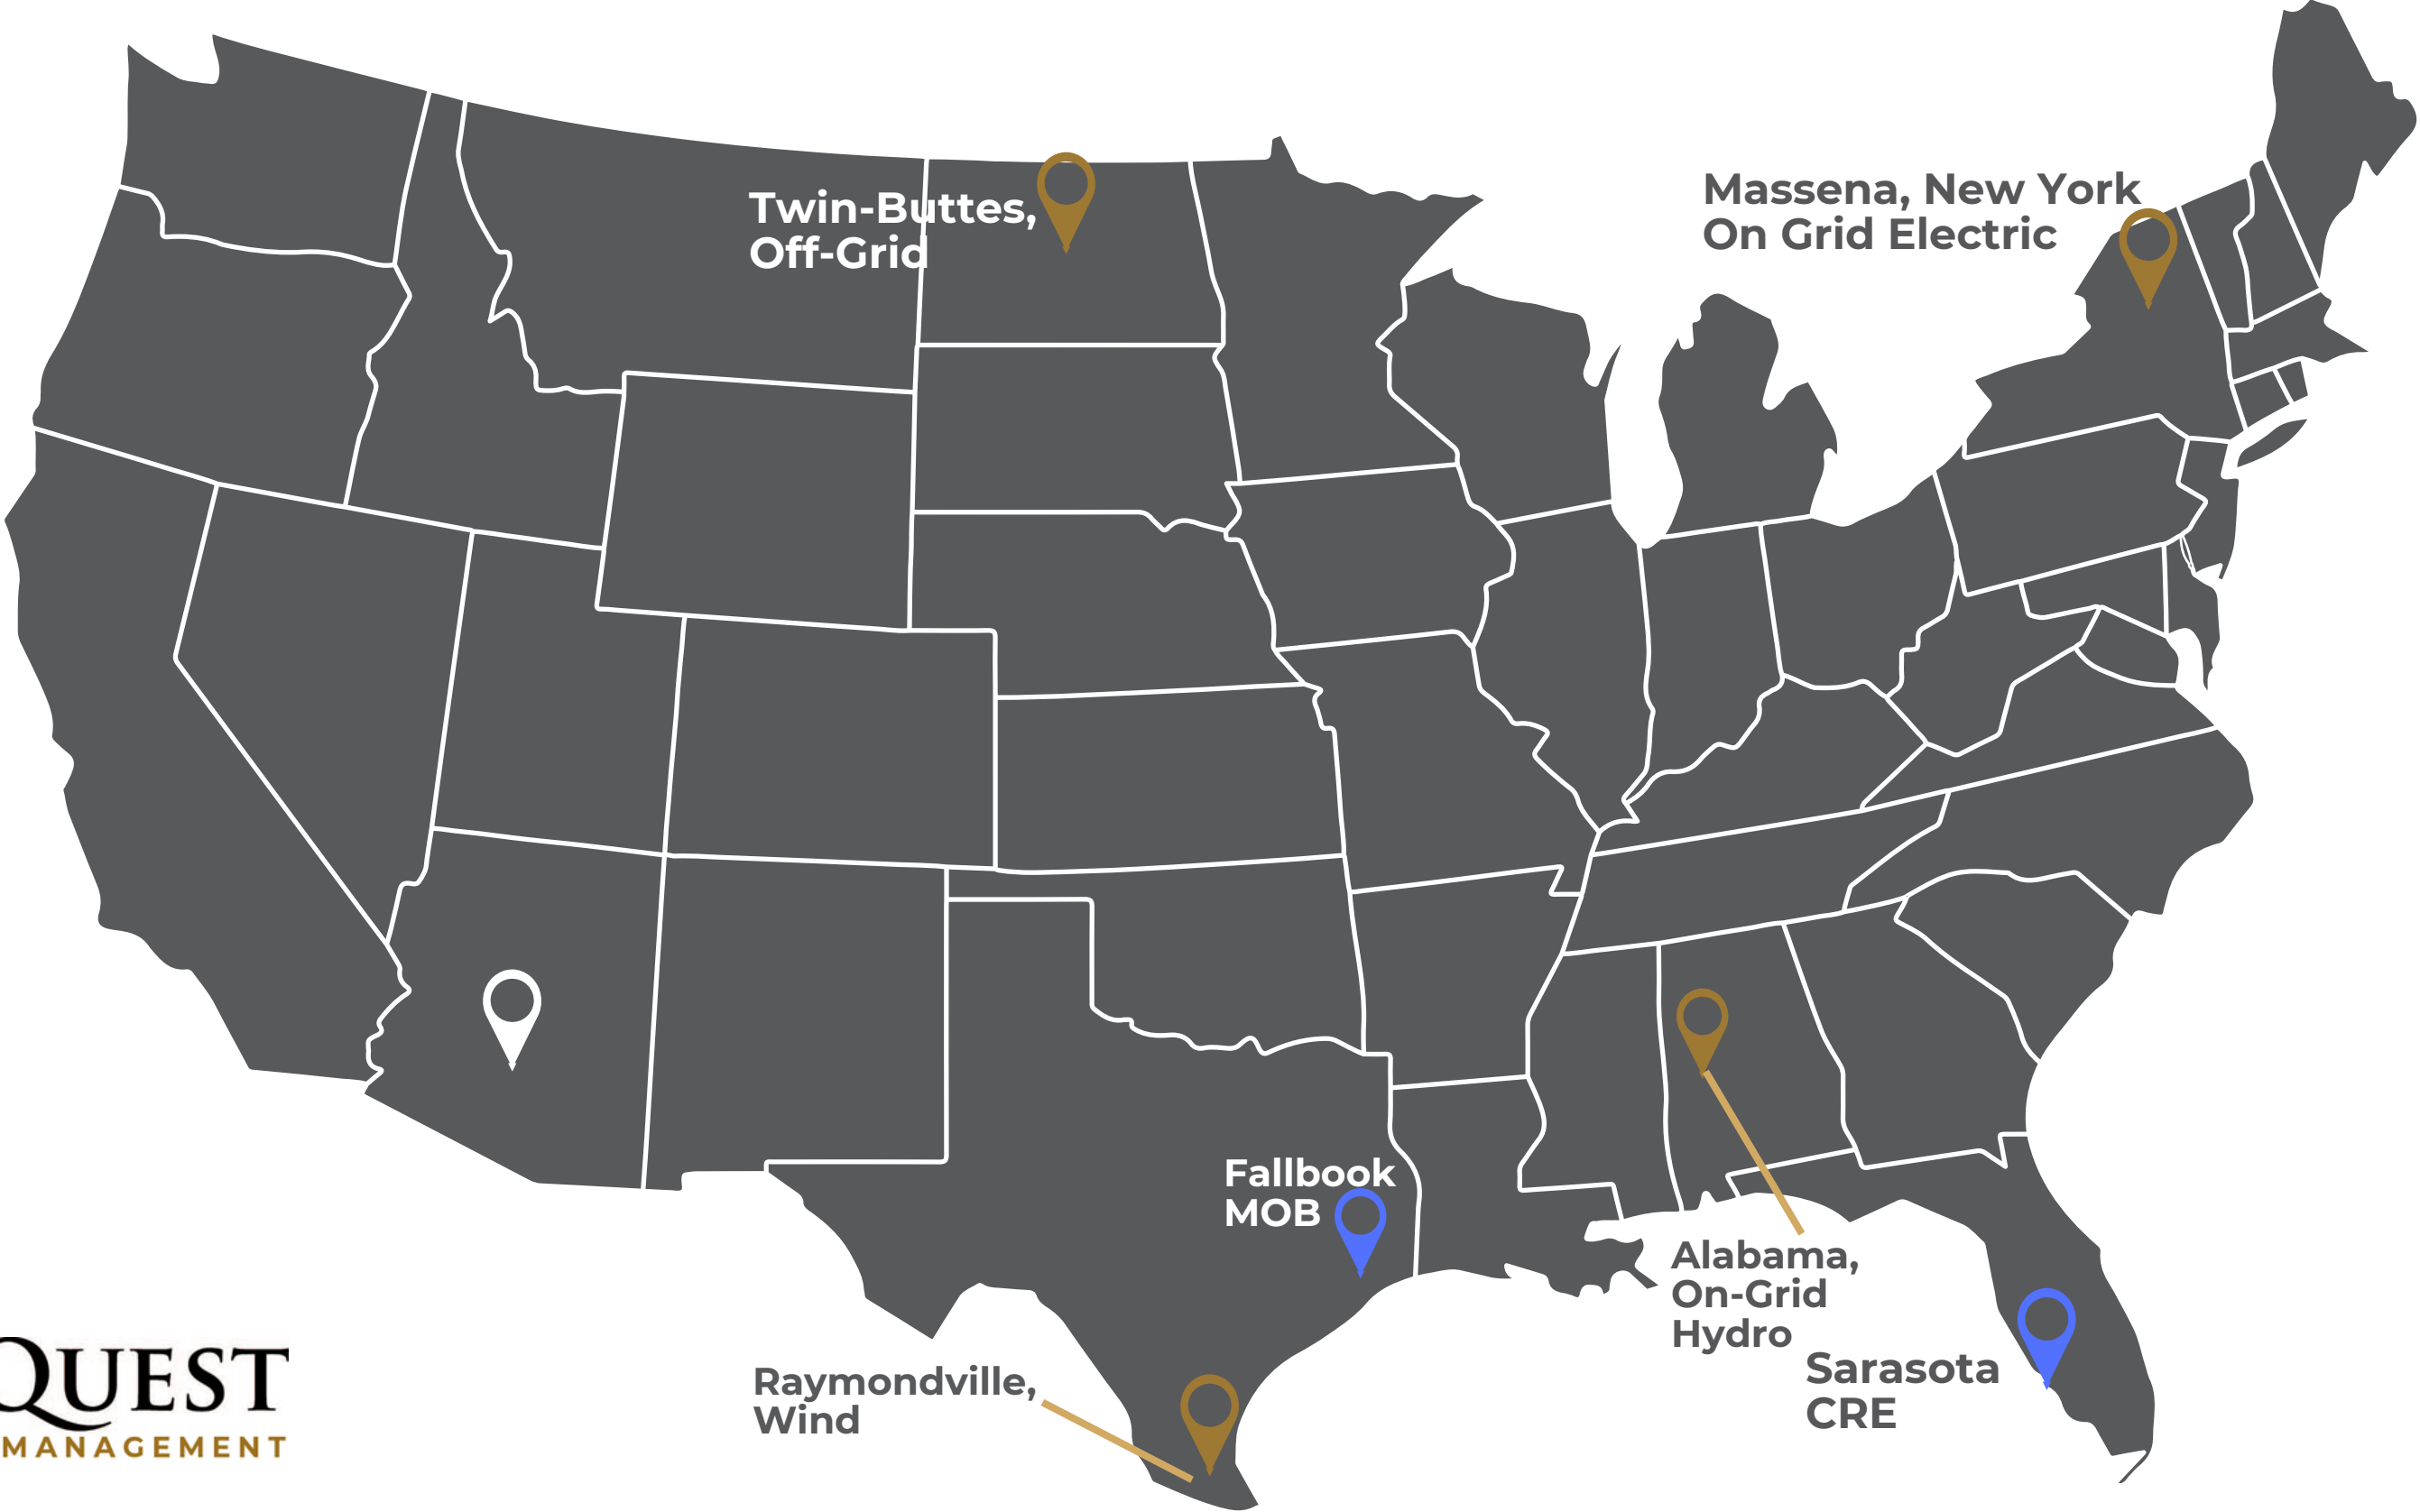 Twin-Buttes,
Off-Grid
Massena, New York
On Grid Electric
Fallbook
MOB
Alabama,
On-Grid
Hydro
Sarasota
CRE
Raymondville,
Wind
QUEST
MANAGEMENT